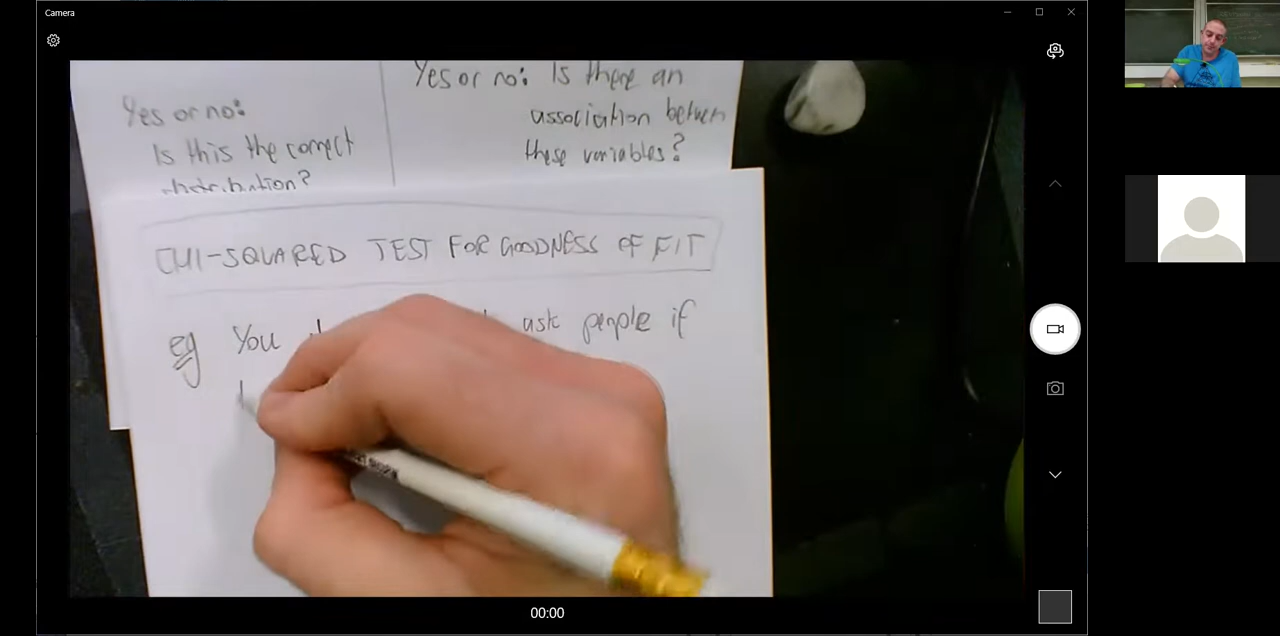 Camera
Yes or no:
Is this the correct
distribution?
Yes or no: Is there an
association between
these variables?
CHI-SQUARED TEST FOR GOODNESS OF FIT
eg You
ask people if
00:00